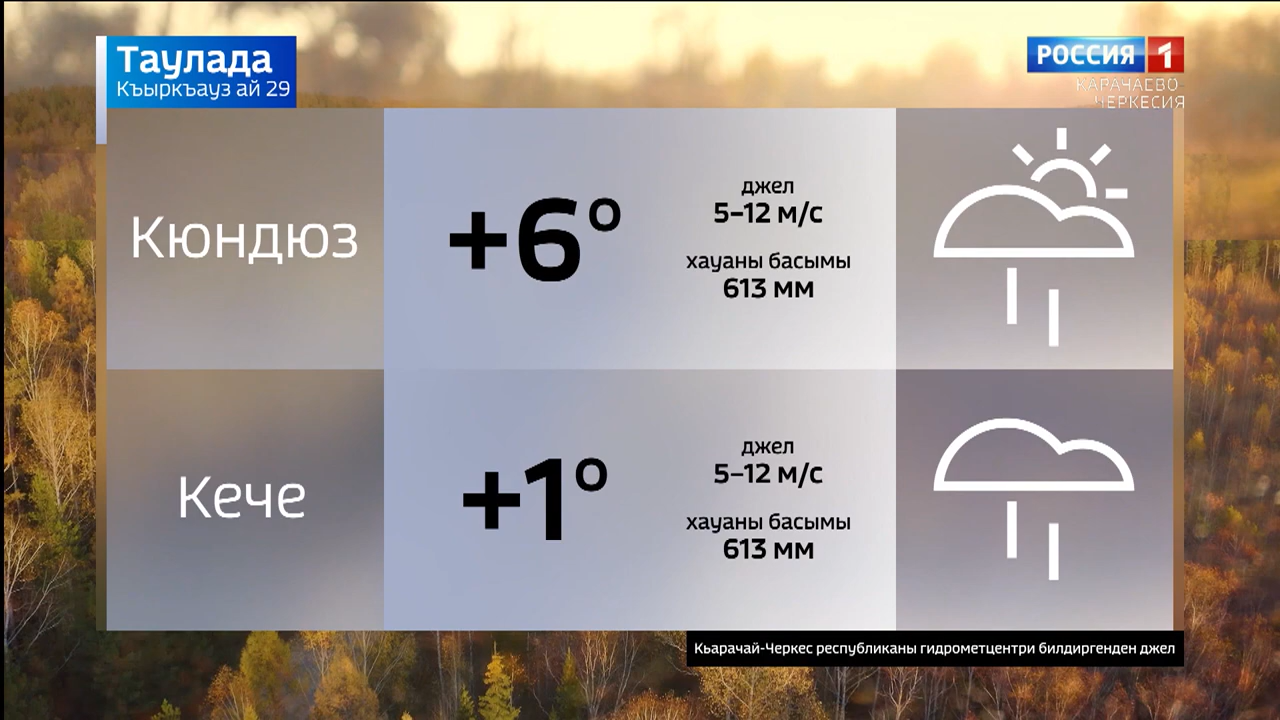 Таулада
Къыркъауз ай 29
РОССИЯ 1
КАРАЧАЕВО-
ЧЕРКЕСИЯ
Кюндюз
+6°
джел
5–12 м/с
хауаны басымы
613 мм
Кече
+1°
джел
5–12 м/с
хауаны басымы
613 мм
Кьарачай-Черкес республиканы гидрометцентри билдиргенден джел